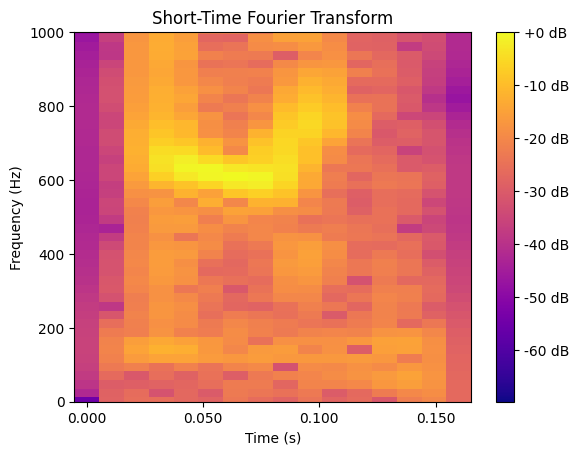 Short-Time Fourier Transform
1000
800
600
400
200
0
Frequency (Hz)
0.000
0.050
0.100
0.150
Time (s)
+0 dB
-10 dB
-20 dB
-30 dB
-40 dB
-50 dB
-60 dB